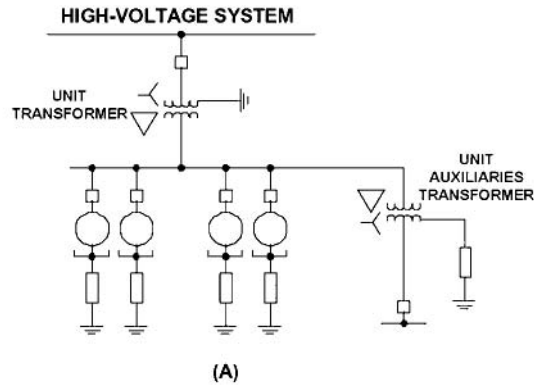 HIGH-VOLTAGE SYSTEM
UNIT
TRANSFORMER
UNIT
AUXILIARIES
TRANSFORMER
(A)